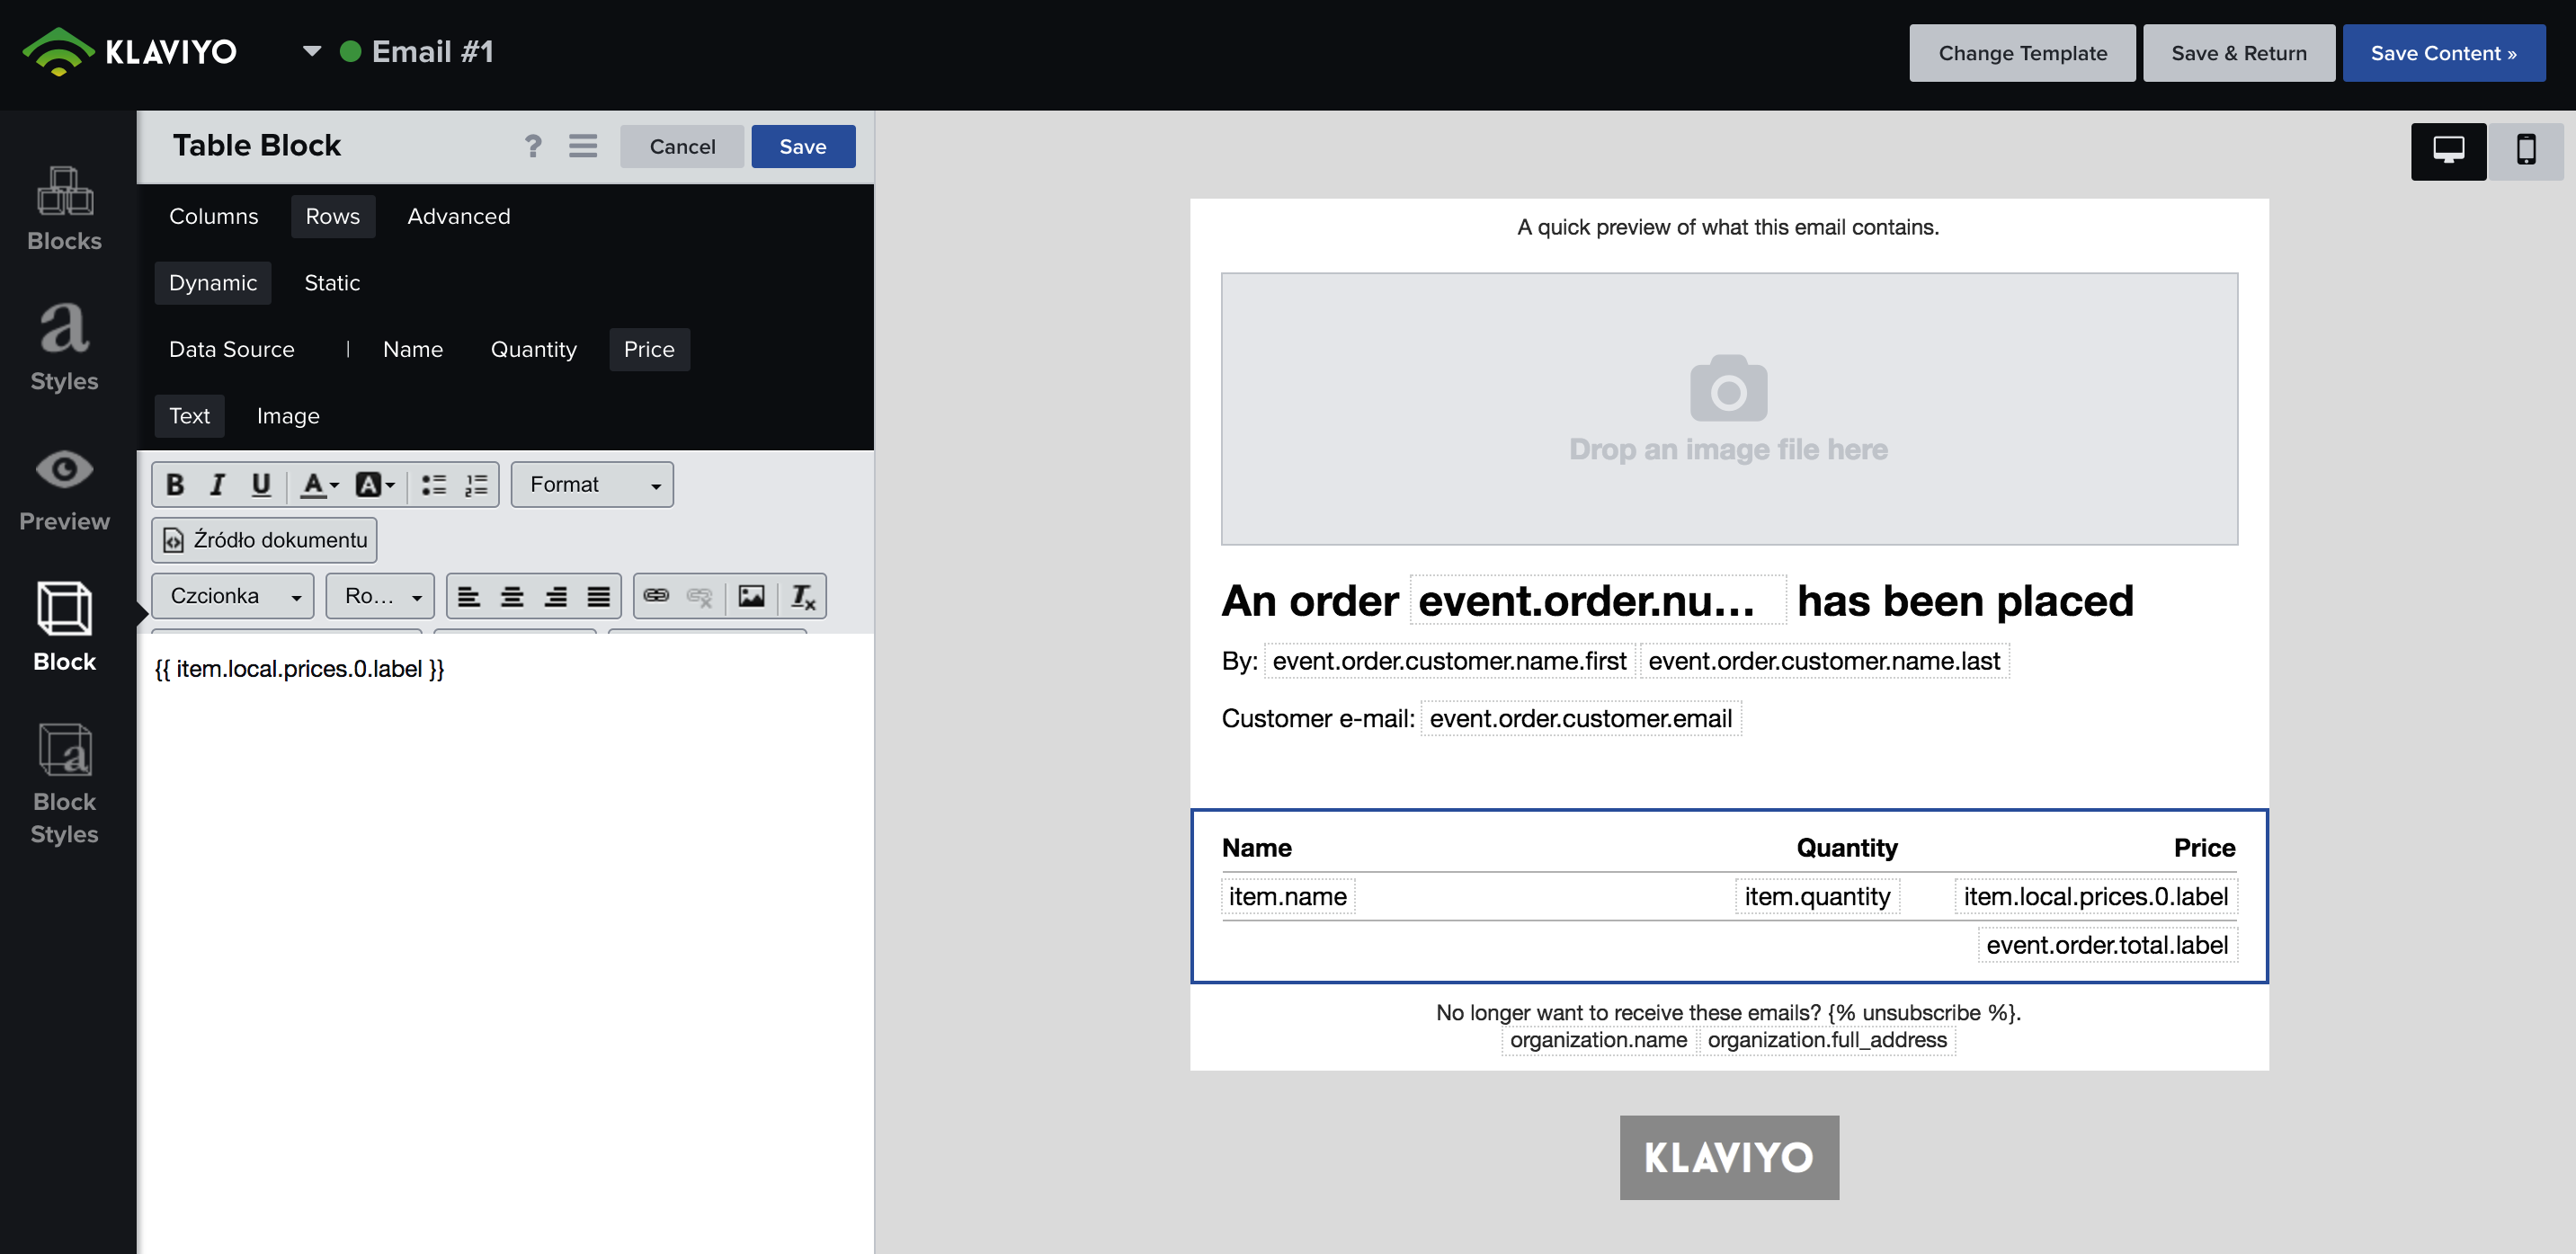 KLAVIYO
Email #1
Change Template
Save & Return
Save Content »
Blocks
Styles
Preview
Block
Block
Styles
Table Block
?
Cancel
Save
Columns
Rows
Advanced
Dynamic
Static
Data Source | Name Quantity Price
Text
Image
B I U A A
Format
Źródło dokumentu
Czcionka
Ro...
{{ item.local.prices.0.label }}
A quick preview of what this email contains.
Drop an image file here
An order event.order.nu... has been placed
By: event.order.customer.name.first event.order.customer.name.last
Customer e-mail: event.order.customer.email
Name Quantity Price
item.name item.quantity item.local.prices.0.label
event.order.total.label
No longer want to receive these emails? {% unsubscribe %}.
organization.name organization.full_address
KLAVIYO